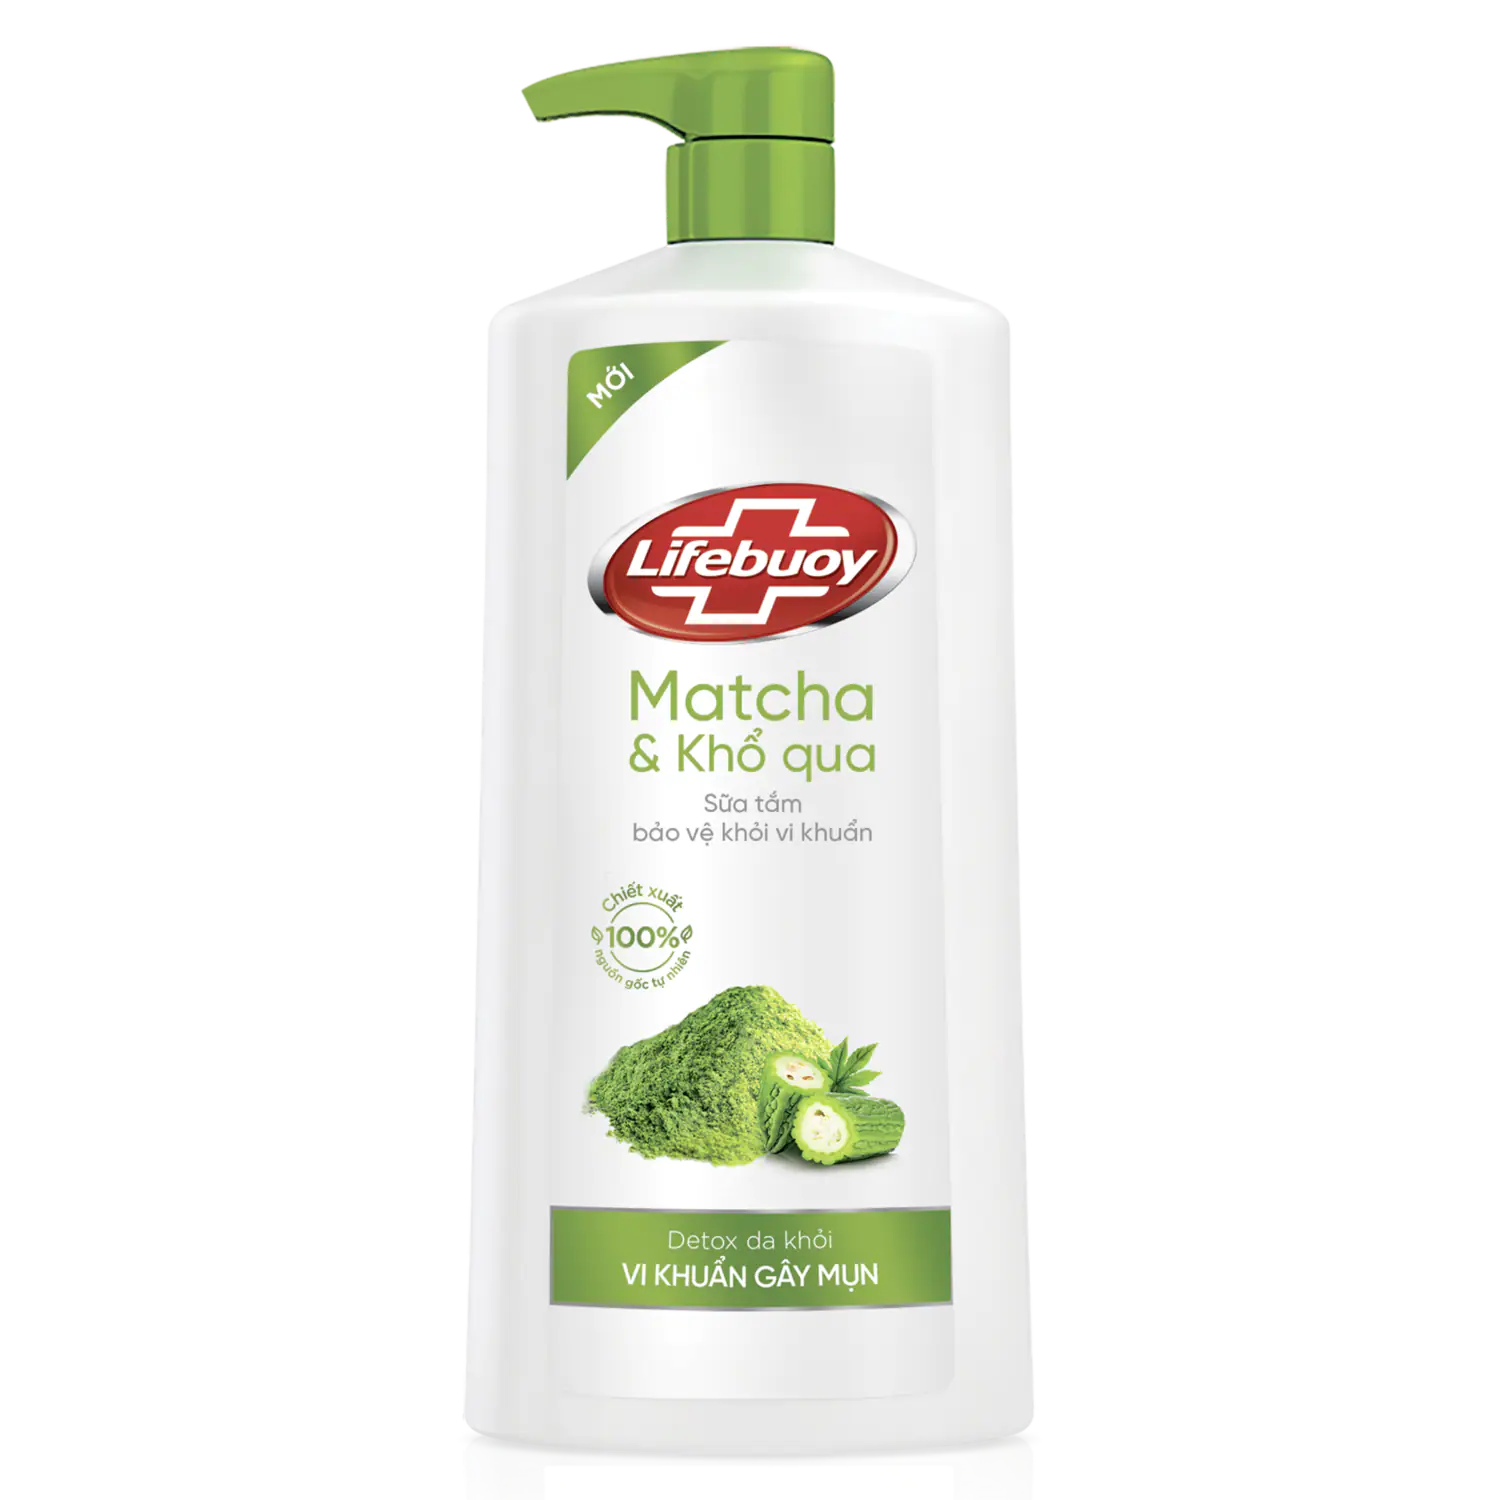 MỚI
Lifebuoy
Matcha
& Khổ qua
Sữa tắm
bảo vệ khỏi vi khuẩn
Chiết xuất
100%
nguồn gốc tự nhiên
Detox da khỏi
VI KHUẨN GÂY MỤN